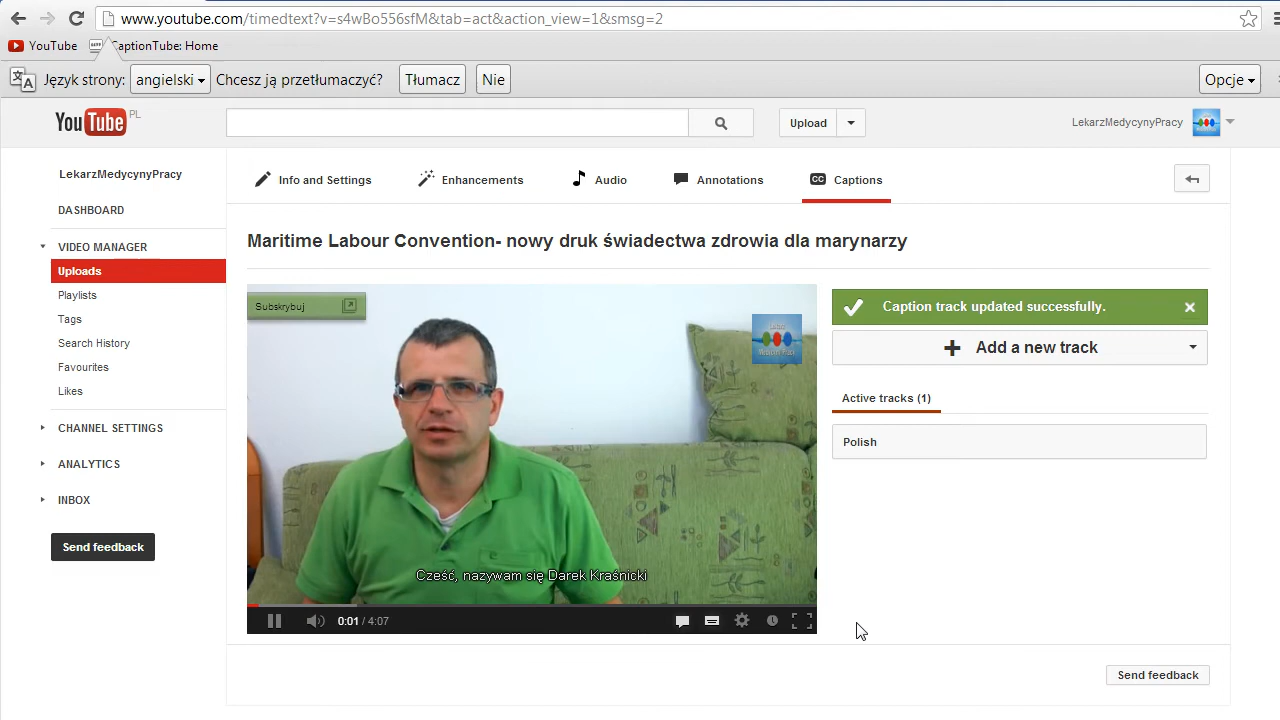 www.youtube.com/timedtext?v=s4wBo556sfM&tab=act&action_view=1&smsg=2
YouTube
CaptionTube: Home
Język strony: angielski Chcesz ją przetłumaczyć? Tłumacz Nie Opcje
YouTube PL
Upload
LekarzMedycynyPracy
LekarzMedycynyPracy
DASHBOARD
VIDEO MANAGER
Uploads
Playlists
Tags
Search History
Favourites
Likes
CHANNEL SETTINGS
ANALYTICS
INBOX
Send feedback
Info and Settings
Enhancements
Audio
Annotations
CC Captions
Maritime Labour Convention- nowy druk świadectwa zdrowia dla marynarzy
Subskrybuj
Lekarz
Medycyny Pracy
Cześć, nazywam się Darek Kraśnicki
0:01 / 4:07
Caption track updated successfully.
Add a new track
Active tracks (1)
Polish
Send feedback